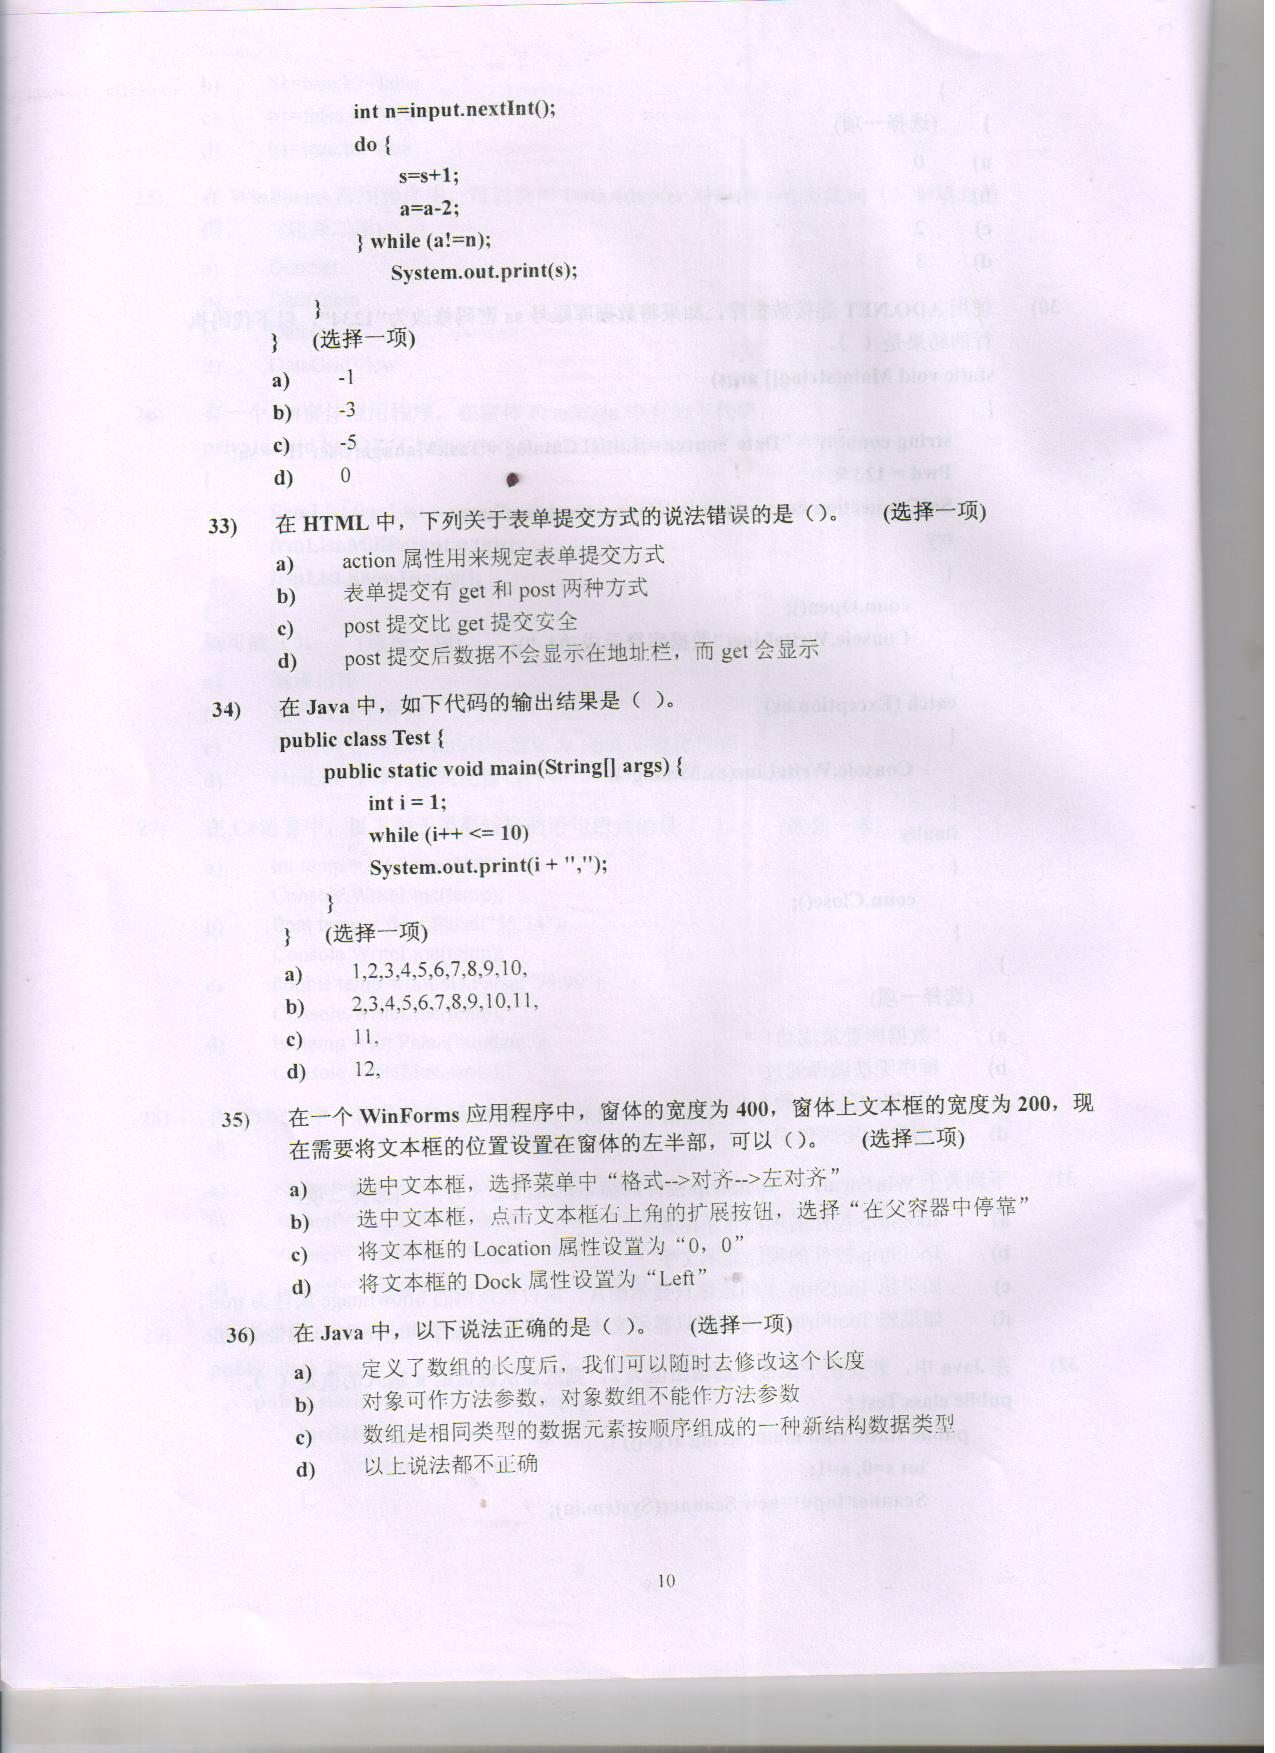 int n=input.nextInt();
do {
s=s+1;
a=a-2;
} while (a!=n);
System.out.print(s);
}
} (选择一项)
a) -1
b) -3
c) -5
d) 0
33) 在 HTML 中，下列关于表单提交方式的说法错误的是（）。 (选择一项)
a) action 属性用来规定表单提交方式
b) 表单提交有 get 和 post 两种方式
c) post 提交比 get 提交安全
d) post 提交后数据不会显示在地址栏，而 get 会显示
34) 在 Java 中，如下代码的输出结果是（ ）。
public class Test {
public static void main(String[] args) {
int i = 1;
while (i++ <= 10)
System.out.print(i + ",");
}
} (选择一项)
a) 1,2,3,4,5,6,7,8,9,10,
b) 2,3,4,5,6,7,8,9,10,11,
c) 11,
d) 12,
35) 在一个 WinForms 应用程序中，窗体的宽度为 400，窗体上文本框的宽度为 200，现
在需要将文本框的位置设置在窗体的左半部，可以（）。 (选择二项)
a) 选中文本框，选择菜单中“格式-->对齐-->左对齐”
b) 选中文本框，点击文本框右上角的扩展按钮，选择“在父容器中停靠”
c) 将文本框的 Location 属性设置为“0，0”
d) 将文本框的 Dock 属性设置为“Left”
36) 在 Java 中，以下说法正确的是（ ）。 (选择一项)
a) 定义了数组的长度后，我们可以随时去修改这个长度
b) 对象可作方法参数，对象数组不能作方法参数
c) 数组是相同类型的数据元素按顺序组成的一种新结构数据类型
d) 以上说法都不正确
10